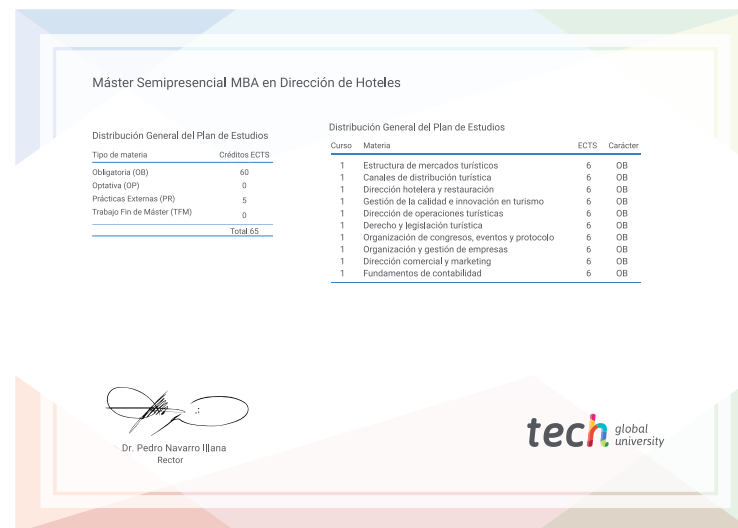 Máster Semipresencial MBA en Dirección de Hoteles
Distribución General del Plan de Estudios
Tipo de materia Créditos ECTS
Obligatoria (OB) 60
Optativa (OP) 0
Prácticas Externas (PR) 5
Trabajo Fin de Máster (TFM) 0
Total 65
Distribución General del Plan de Estudios
Curso Materia ECTS Carácter
1 Estructura de mercados turísticos 6 OB
1 Canales de distribución turística 6 OB
1 Dirección hotelera y restauración 6 OB
1 Gestión de la calidad e innovación en turismo 6 OB
1 Dirección de operaciones turísticas 6 OB
1 Derecho y legislación turística 6 OB
1 Organización de congresos, eventos y protocolo 6 OB
1 Organización y gestión de empresas 6 OB
1 Dirección comercial y marketing 6 OB
1 Fundamentos de contabilidad 6 OB
Dr. Pedro Navarro Illana
Rector
tech global university